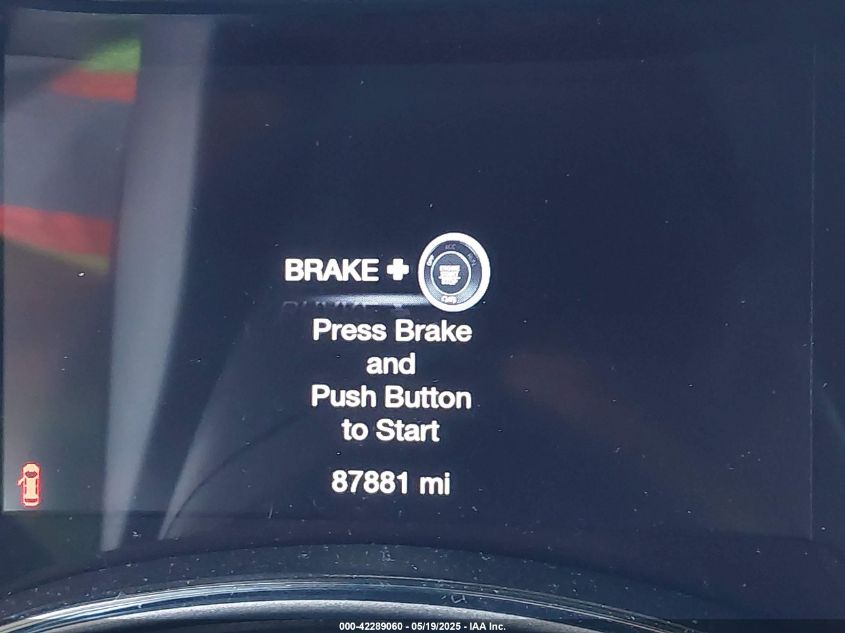 BRAKE +
Press Brake
and
Push Button
to Start
87881 mi
000-42289060 - 05/19/2025 - IAA Inc.